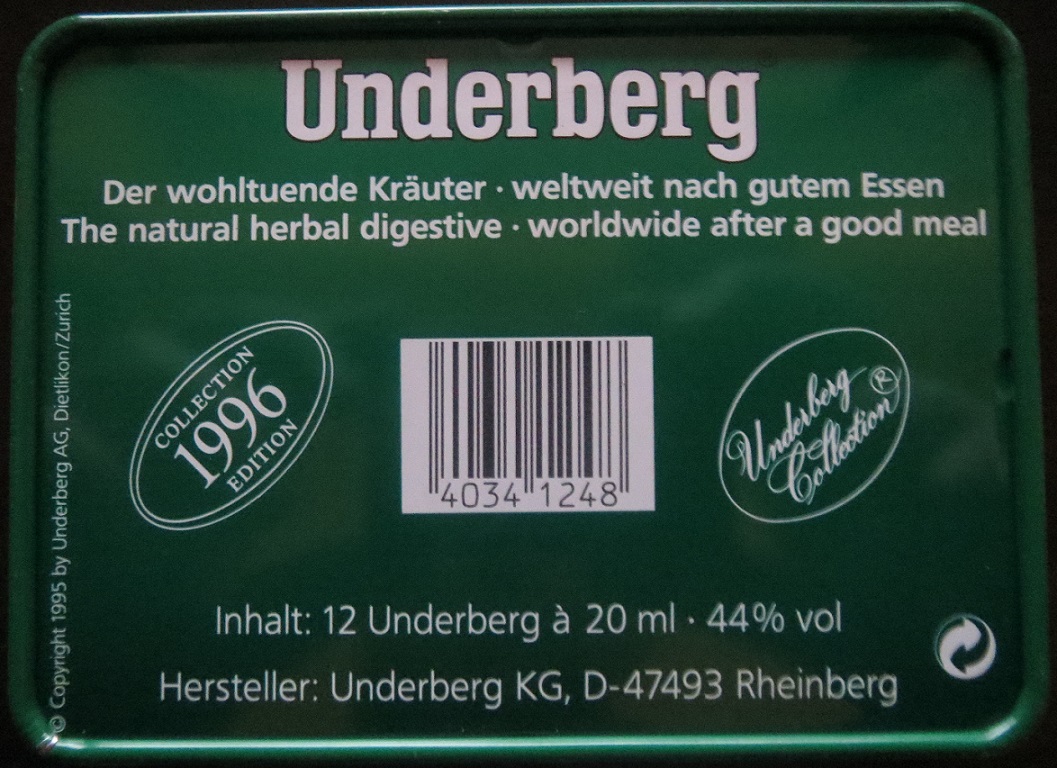 Underberg
Der wohltuende Kräuter · weltweit nach gutem Essen
The natural herbal digestive · worldwide after a good meal
© Copyright 1995 by Underberg AG, Dietlikon/Zurich
COLLECTION
1996
EDITION
4034 1248
Underberg ®
Collection
Inhalt: 12 Underberg à 20 ml · 44% vol
Hersteller: Underberg KG, D-47493 Rheinberg